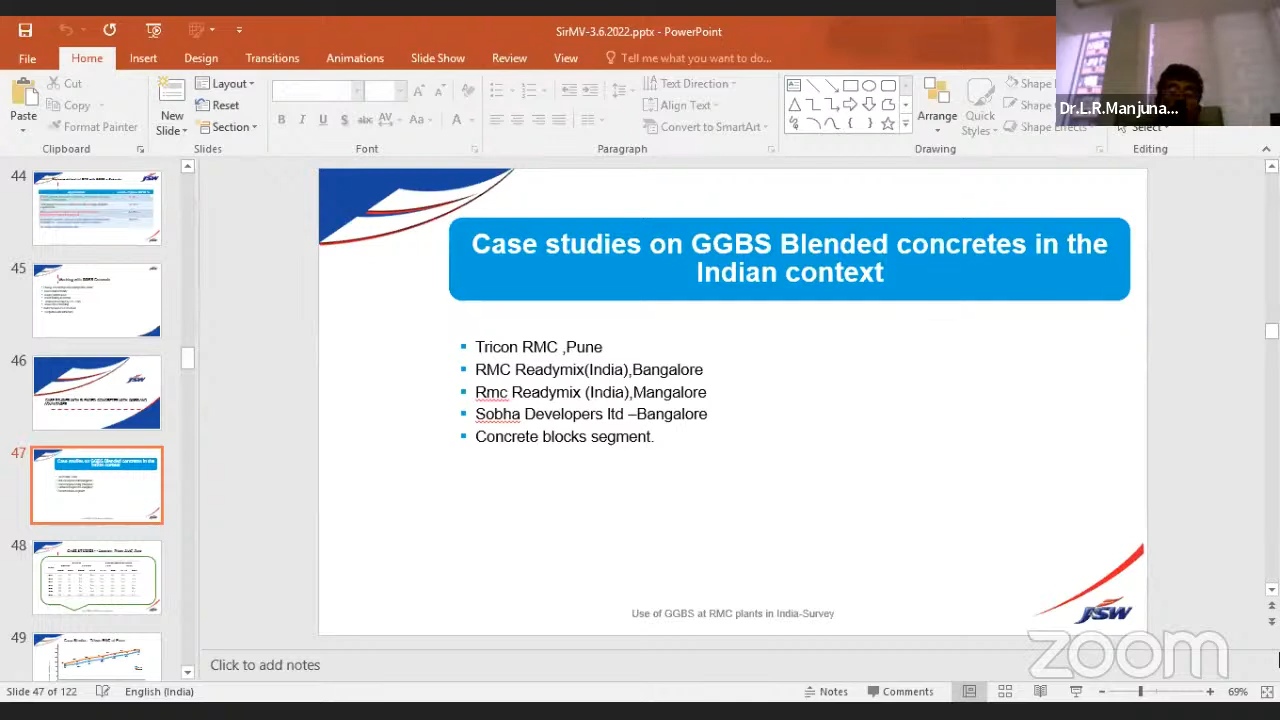 SirMV-3.6.2022.pptx - PowerPoint
File Home Insert Design Transitions Animations Slide Show Review View Tell me what you want to do...
Dr.L.R.Manjuna...
Paste
Cut
Copy
Format Painter
Clipboard
New
Slide
Layout
Reset
Section
Slides
Font
Text Direction
Align Text
Convert to SmartArt
Paragraph
Arrange
Quick
Styles
Shape
Shape
Shape Effects
Drawing
Select
Editing
44
45
46
47
48
49
Case studies on GGBS Blended concretes in the
Indian context
Tricon RMC ,Pune
RMC Readymix(India),Bangalore
Rmc Readymix (India),Mangalore
Sobha Developers ltd –Bangalore
Concrete blocks segment.
Use of GGBS at RMC plants in India-Survey
JSW
zoom
Click to add notes
Slide 47 of 122 English (India) Notes Comments 69%